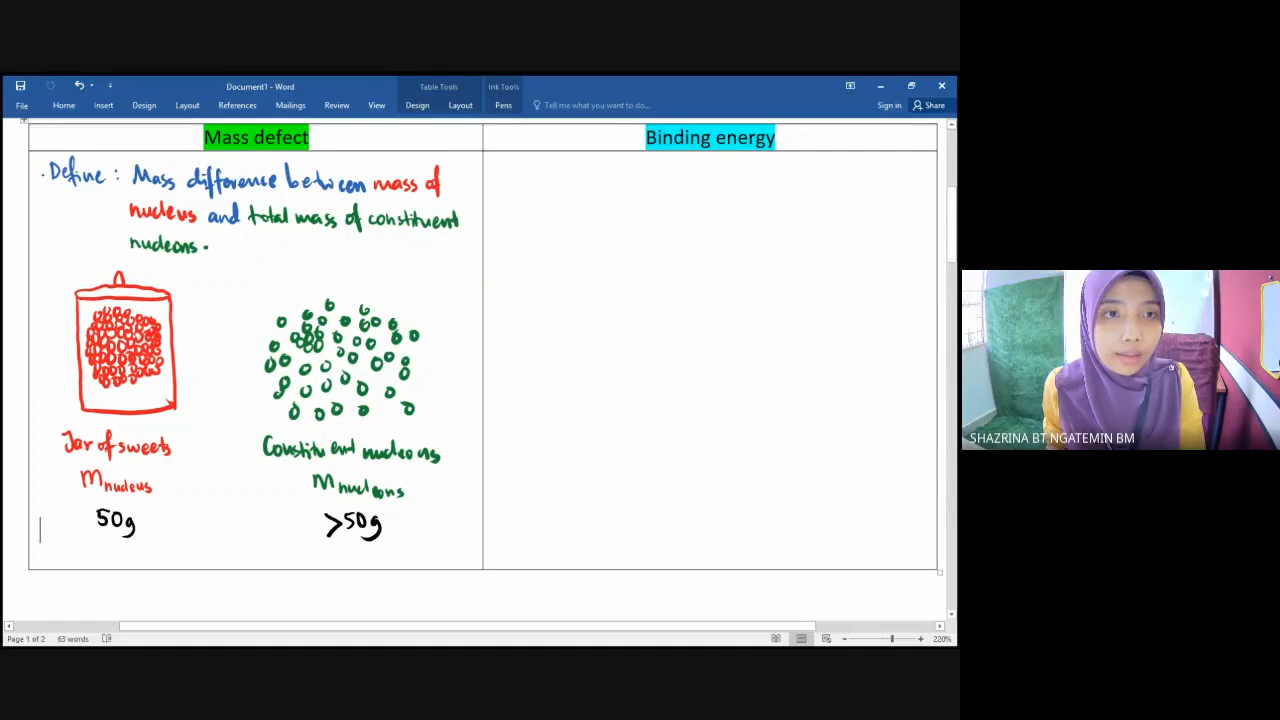 Document1 - Word
Table Tools
Ink Tools
File Home Insert Design Layout References Mailings Review View Design Layout Pens Tell me what you want to do... Sign in Share
Mass defect
Binding energy
. Define : Mass difference between mass of
nucleus and total mass of constituent
nucleons.
Jar of sweets
M nucleus
50g
Constituent nucleons
M nucleons
>50g
SHAZRINA BT NGATEMIN BM
Page 1 of 2 63 words
220%